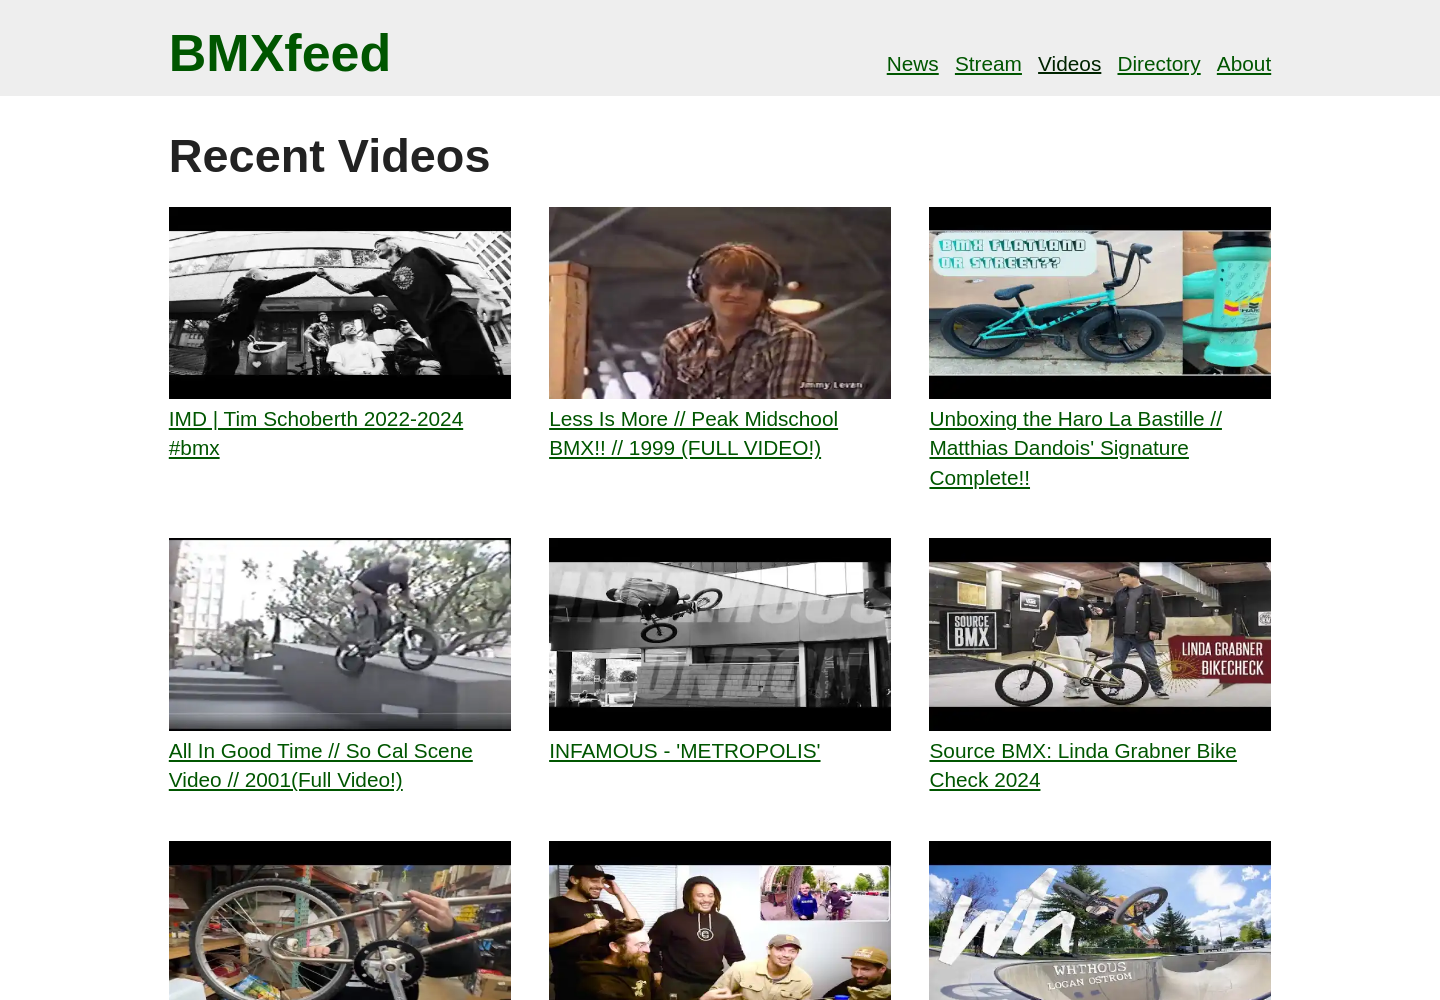 BMXfeed
News Stream Videos Directory About
Recent Videos
BMX FLATLAND
OR STREET??
Jimmy Levan
IMD | Tim Schoberth 2022-2024
#bmx
Less Is More // Peak Midschool
BMX!! // 1999 (FULL VIDEO!)
Unboxing the Haro La Bastille //
Matthias Dandois' Signature
Complete!!
INFAMOUS
LONDON
SOURCE
BMX
LINDA GRABNER
BIKECHECK
All In Good Time // So Cal Scene
Video // 2001(Full Video!)
INFAMOUS - 'METROPOLIS'
Source BMX: Linda Grabner Bike
Check 2024
Wh
WHTHOUS
LOGAN OSTROM